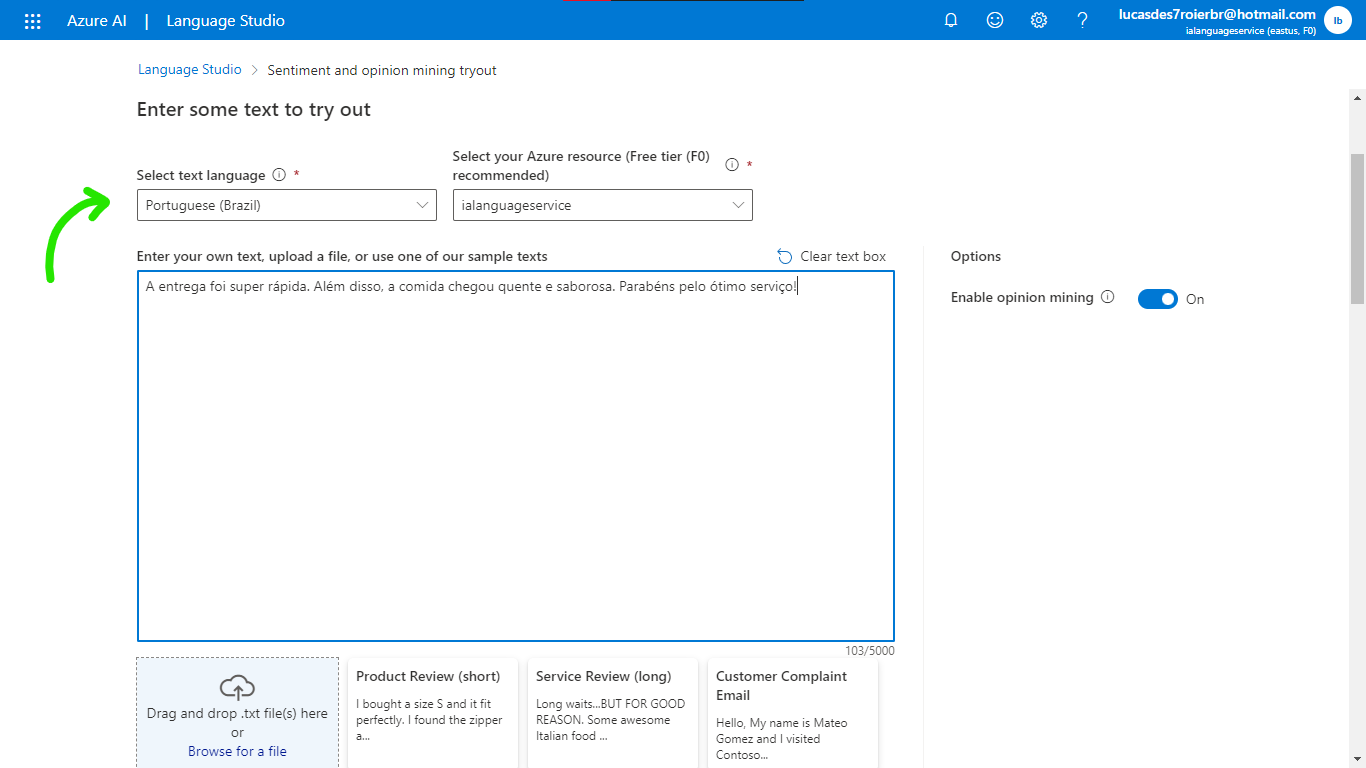 Azure AI | Language Studio
lucasdes7roierbr@hotmail.com
ialanguageservice (eastus, F0)
lb
Language Studio > Sentiment and opinion mining tryout
Enter some text to try out
Select text language *
Select your Azure resource (Free tier (F0)
recommended) *
Portuguese (Brazil)
ialanguageservice
Enter your own text, upload a file, or use one of our sample texts
Clear text box
A entrega foi super rápida. Além disso, a comida chegou quente e saborosa. Parabéns pelo ótimo serviço!
103/5000
Options
Enable opinion mining
On
Drag and drop .txt file(s) here
or
Browse for a file
Product Review (short)
I bought a size S and it fit
perfectly. I found the zipper
a...
Service Review (long)
Long waits...BUT FOR GOOD
REASON. Some awesome
Italian food ...
Customer Complaint
Email
Hello, My name is Mateo
Gomez and I visited
Contoso...